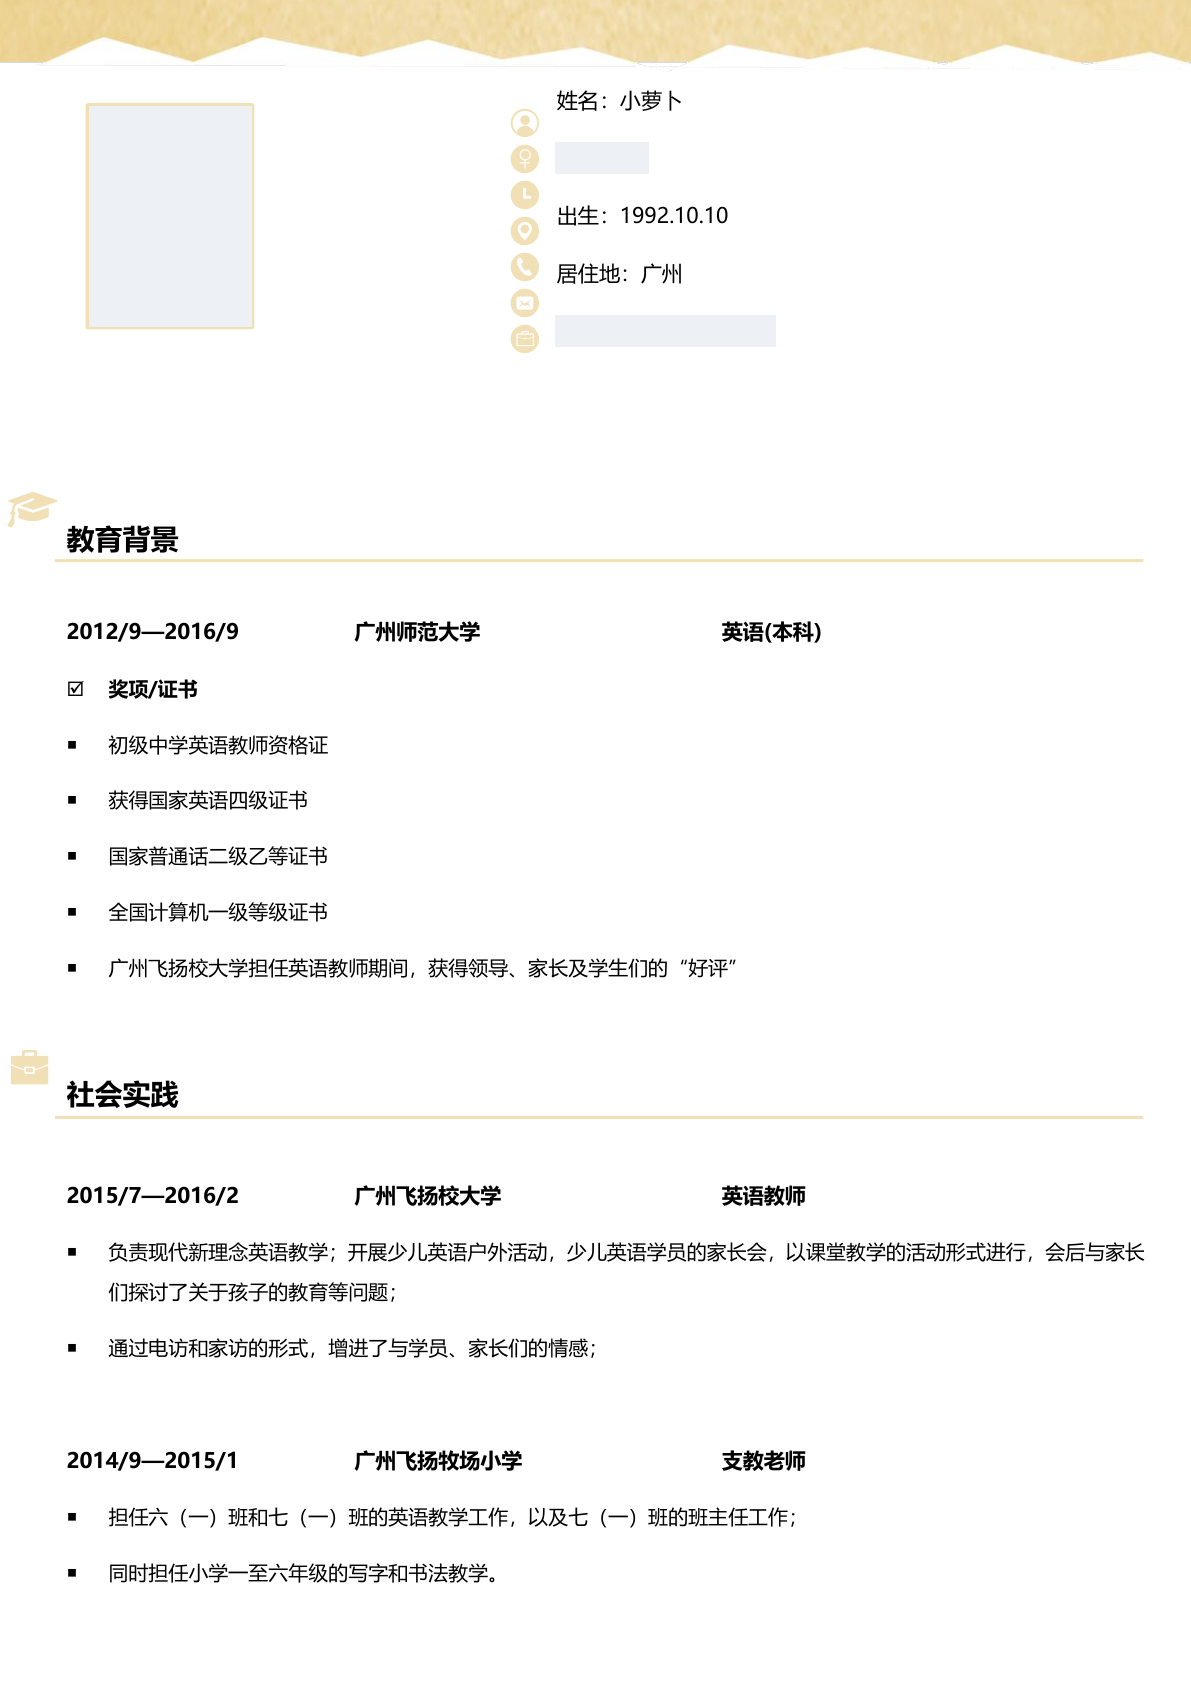 姓名：小萝卜
出生：1992.10.10
居住地：广州
教育背景
2012/9—2016/9 广州师范大学 英语(本科)
奖项/证书
初级中学英语教师资格证
获得国家英语四级证书
国家普通话二级乙等证书
全国计算机一级等级证书
广州飞扬校大学担任英语教师期间，获得领导、家长及学生们的“好评”
社会实践
2015/7—2016/2 广州飞扬校大学 英语教师
负责现代新理念英语教学；开展少儿英语户外活动，少儿英语学员的家长会，以课堂教学的活动形式进行，会后与家长
们探讨了关于孩子的教育等问题；
通过电访和家访的形式，增进了与学员、家长们的情感；
2014/9—2015/1 广州飞扬牧场小学 支教老师
担任六（一）班和七（一）班的英语教学工作，以及七（一）班的班主任工作；
同时担任小学一至六年级的写字和书法教学。